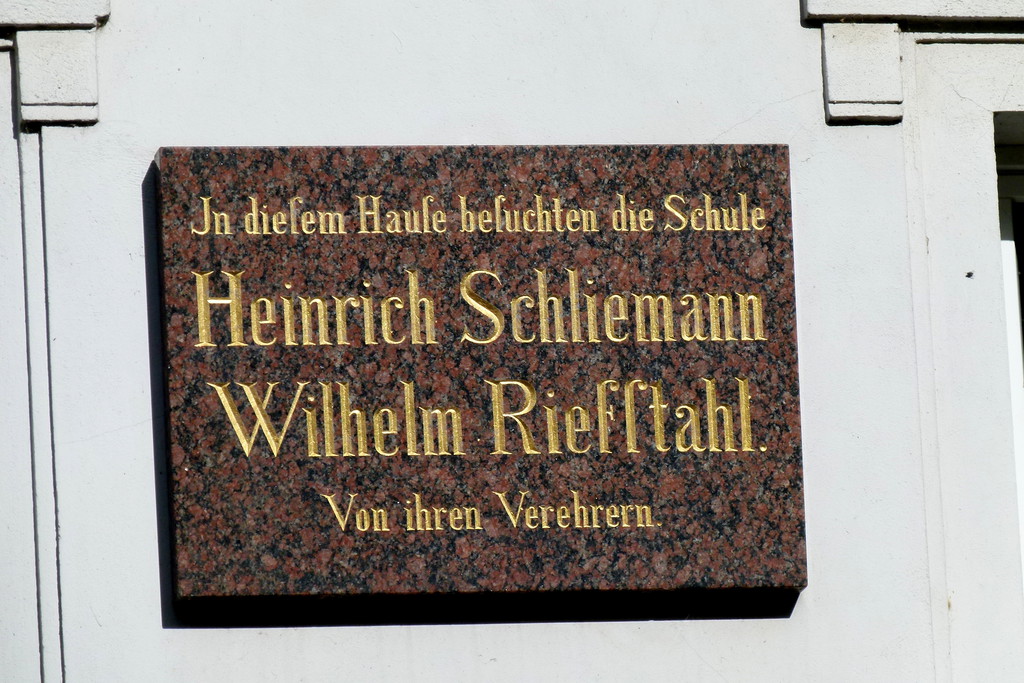 Jn dieſem Hauſe beſuchten die Schule
Heinrich Schliemann
Wilhelm Riefſtahl.
Von ihren Verehrern.